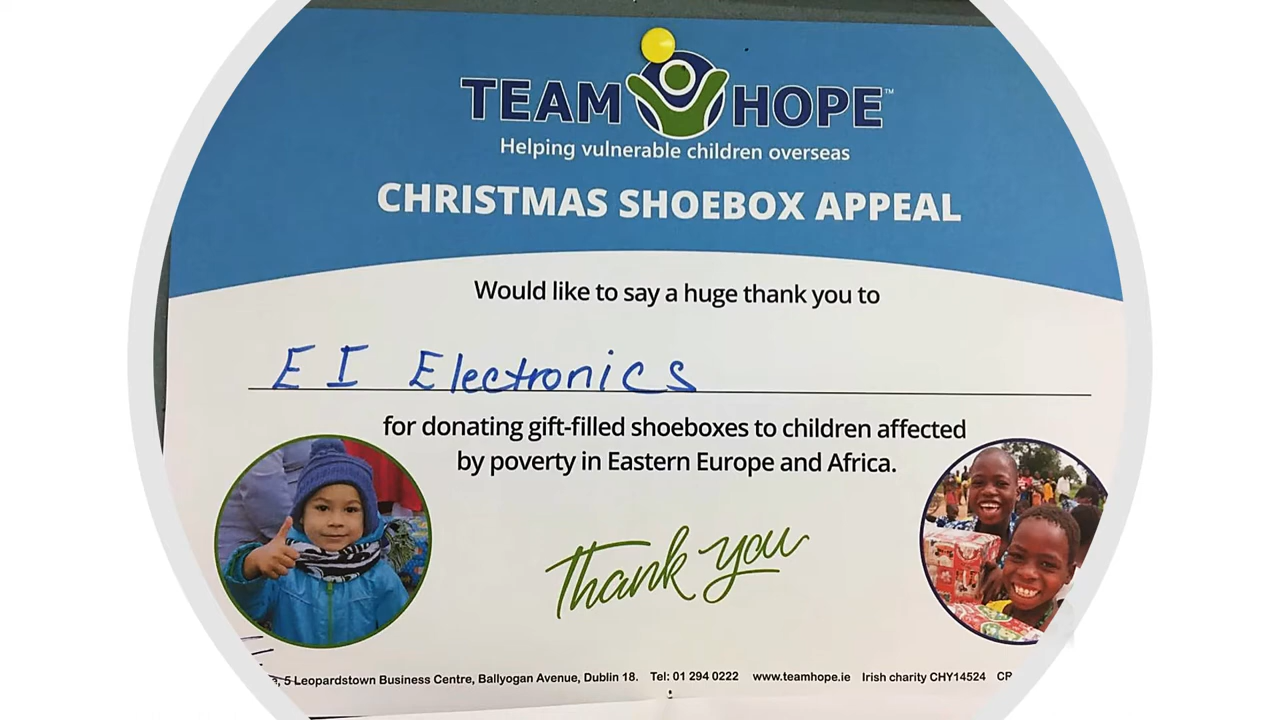 TEAM HOPE™
Helping vulnerable children overseas
CHRISTMAS SHOEBOX APPEAL
Would like to say a huge thank you to
EI Electronics
for donating gift-filled shoeboxes to children affected
by poverty in Eastern Europe and Africa.
Thank you
5 Leopardstown Business Centre, Ballyogan Avenue, Dublin 18. Tel: 01 294 0222 www.teamhope.ie Irish charity CHY14524